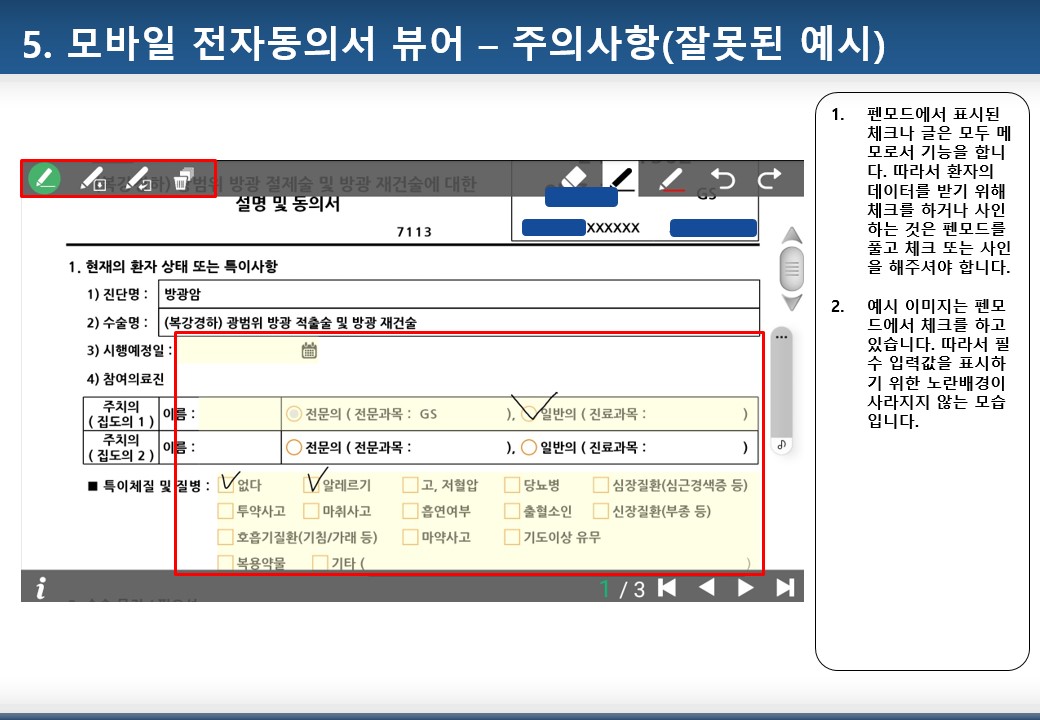 5. 모바일 전자동의서 뷰어 – 주의사항(잘못된 예시)
방광 절제술 및 방광 재건술에 대한
설명 및 동의서
GS
XXXXXX
7113
1. 현재의 환자 상태 또는 특이사항
1) 진단명 : 방광암
2) 수술명 : (복강경하) 광범위 방광 적출술 및 방광 재건술
3) 시행예정일 :
4) 참여의료진
주치의 ( 집도의 1 ) 이름 : 전문의 ( 전문과목 : GS ), 일반의 ( 진료과목 : )
주치의 ( 집도의 2 ) 이름 : 전문의 ( 전문과목 : ), 일반의 ( 진료과목 : )
■ 특이체질 및 질병 : 없다 알레르기 고, 저혈압 당뇨병 심장질환(심근경색증 등)
투약사고 마취사고 흡연여부 출혈소인 신장질환(부종 등)
호흡기질환(기침/가래 등) 마약사고 기도이상 유무
복용약물 기타 ( )
i
1 / 3
1. 펜모드에서 표시된
체크나 글은 모두 메
모로서 기능을 합니
다. 따라서 환자의
데이터를 받기 위해
체크를 하거나 사인
하는 것은 펜모드를
풀고 체크 또는 사인
을 해주셔야 합니다.
2. 예시 이미지는 펜모
드에서 체크를 하고
있습니다. 따라서 필
수 입력값을 표시하
기 위한 노란배경이
사라지지 않는 모습
입니다.